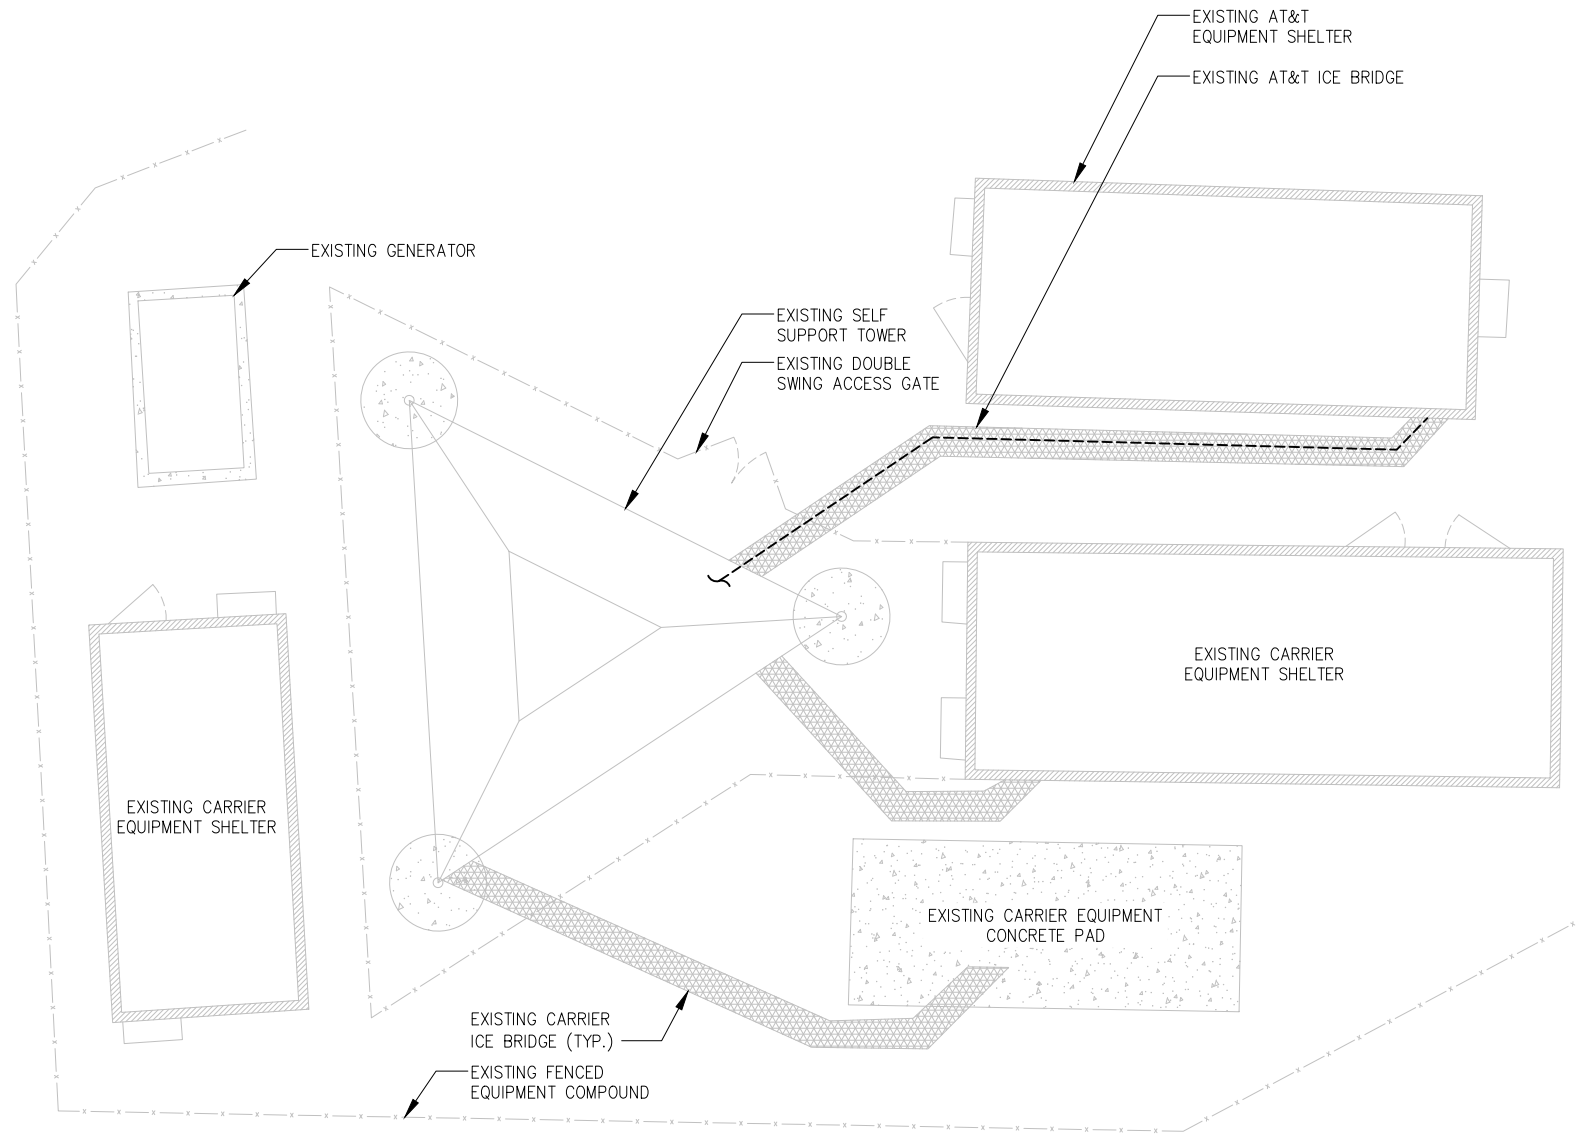 EXISTING AT&T
EQUIPMENT SHELTER
EXISTING AT&T ICE BRIDGE
EXISTING GENERATOR
EXISTING SELF
SUPPORT TOWER
EXISTING DOUBLE
SWING ACCESS GATE
EXISTING CARRIER
EQUIPMENT SHELTER
EXISTING CARRIER
EQUIPMENT SHELTER
EXISTING CARRIER EQUIPMENT
CONCRETE PAD
EXISTING CARRIER
ICE BRIDGE (TYP.)
EXISTING FENCED
EQUIPMENT COMPOUND